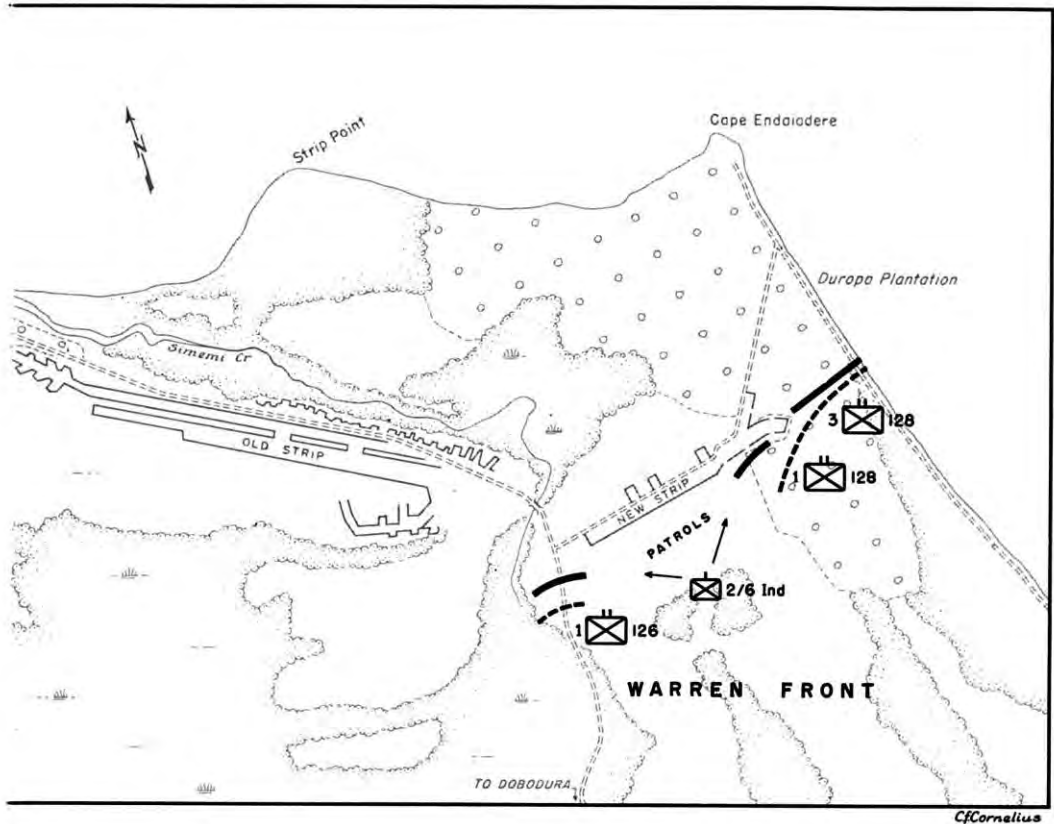 Cape Endaiadere
Strip Point
N
Duropa Plantation
Simemi Cr
OLD STRIP
NEW STRIP
3 128
1 128
PATROLS
2/6 Ind
1 126
WARREN FRONT
TO DOBODURA
CfCornelius